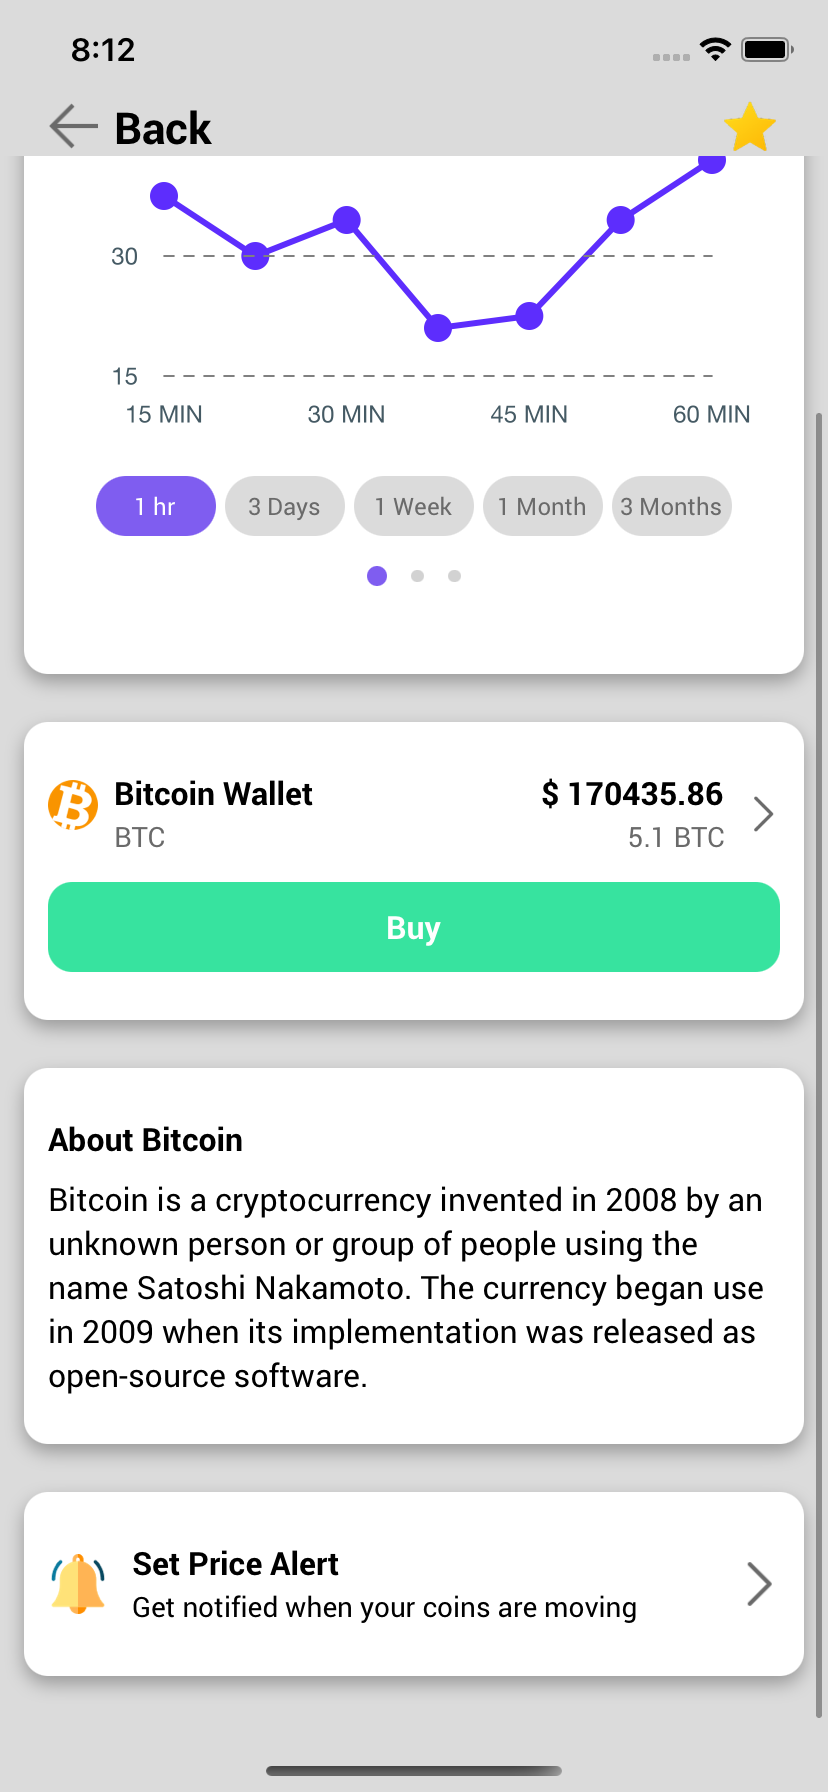 8:12
Back
30
15
15 MIN 30 MIN 45 MIN 60 MIN
1 hr 3 Days 1 Week 1 Month 3 Months
Bitcoin Wallet $ 170435.86
BTC 5.1 BTC
Buy
About Bitcoin
Bitcoin is a cryptocurrency invented in 2008 by an
unknown person or group of people using the
name Satoshi Nakamoto. The currency began use
in 2009 when its implementation was released as
open-source software.
Set Price Alert
Get notified when your coins are moving